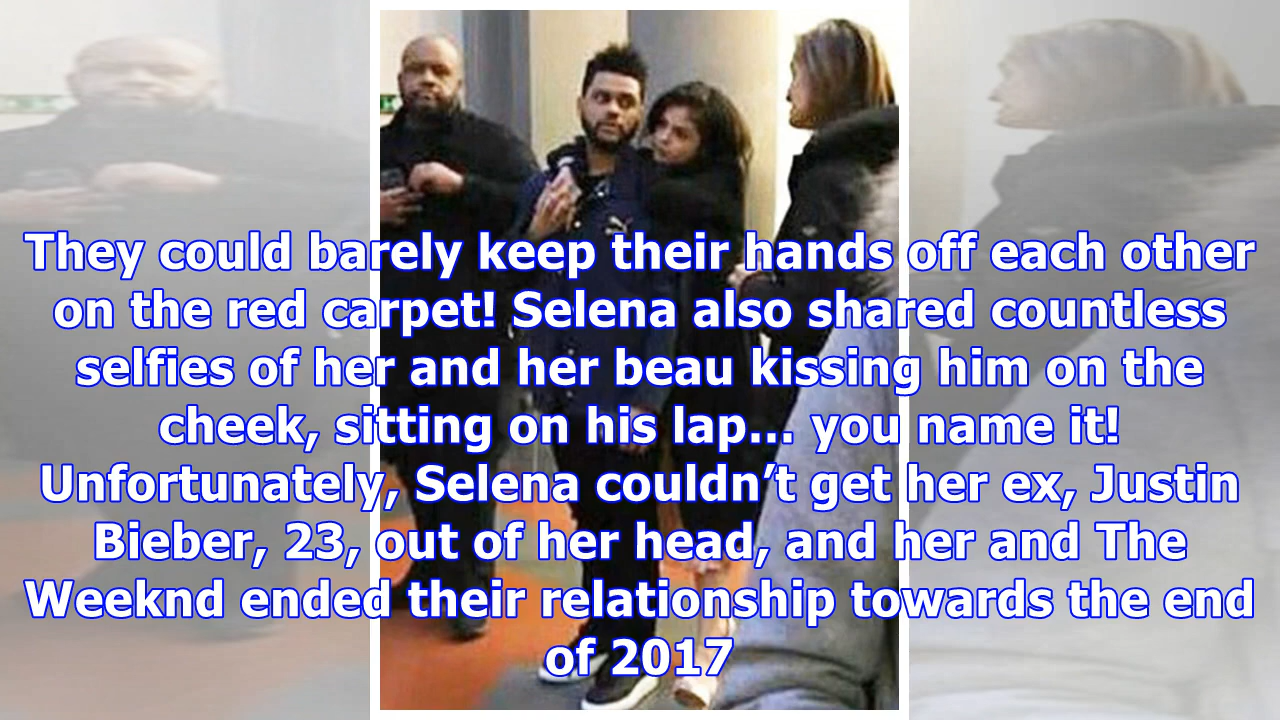 They could barely keep their hands off each other
on the red carpet! Selena also shared countless
selfies of her and her beau kissing him on the
cheek, sitting on his lap… you name it!
Unfortunately, Selena couldn’t get her ex, Justin
Bieber, 23, out of her head, and her and The
Weeknd ended their relationship towards the end
of 2017